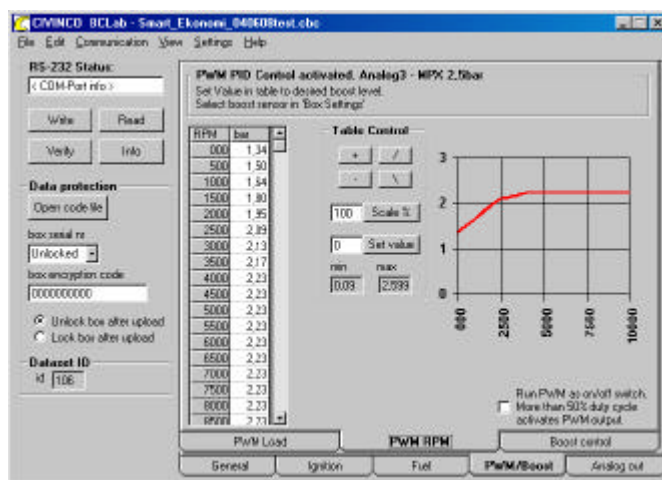 CIVINCO BCLab - Smart_Ekonomi_040608test.cbc
File Edit Communication View Settings Help
RS-232 Status:
< COM-Port info >
Write Read
Verify Info
Data protection
Open code file
box serial nr
Unlocked
box encryption code
0000000000
Unlock box after upload
Lock box after upload
Dataset ID
id 106
PWM PID Control activated. Analog3 - MPX 2,5bar
Set Value in table to desired boost level.
Select boost sensor in 'Box Settings'
RPM bar
000 1,34
500 1,50
1000 1,64
1500 1,80
2000 1,95
2500 2,09
3000 2,13
3500 2,17
4000 2,23
4500 2,23
5000 2,23
5500 2,23
6000 2,23
6500 2,23
7000 2,23
7500 2,23
8000 2,23
8500 2,23
Table Control
+ /
- \
100 Scale %
0 Set value
min max
0.09 2.599
3
2
1
0
000 2500 5000 7500 10000
Run PWM as on/off switch.
More than 50% duty cycle
activates PWM output.
PWM Load PWM RPM Boost control
General Ignition Fuel PWM/Boost Analog out